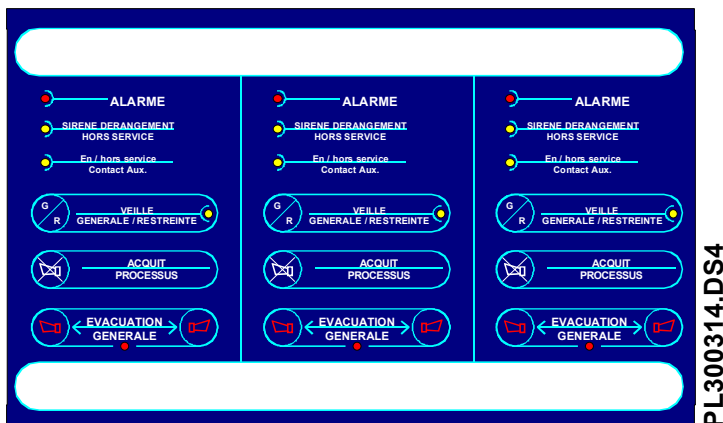 ALARME
SIRENE DERANGEMENT
HORS SERVICE
En / hors service
Contact Aux.
G
R
VEILLE
GENERALE / RESTREINTE
ACQUIT
PROCESSUS
EVACUATION
GENERALE
ALARME
SIRENE DERANGEMENT
HORS SERVICE
En / hors service
Contact Aux.
G
R
VEILLE
GENERALE / RESTREINTE
ACQUIT
PROCESSUS
EVACUATION
GENERALE
ALARME
SIRENE DERANGEMENT
HORS SERVICE
En / hors service
Contact Aux.
G
R
VEILLE
GENERALE / RESTREINTE
ACQUIT
PROCESSUS
EVACUATION
GENERALE
PL300314.DS4